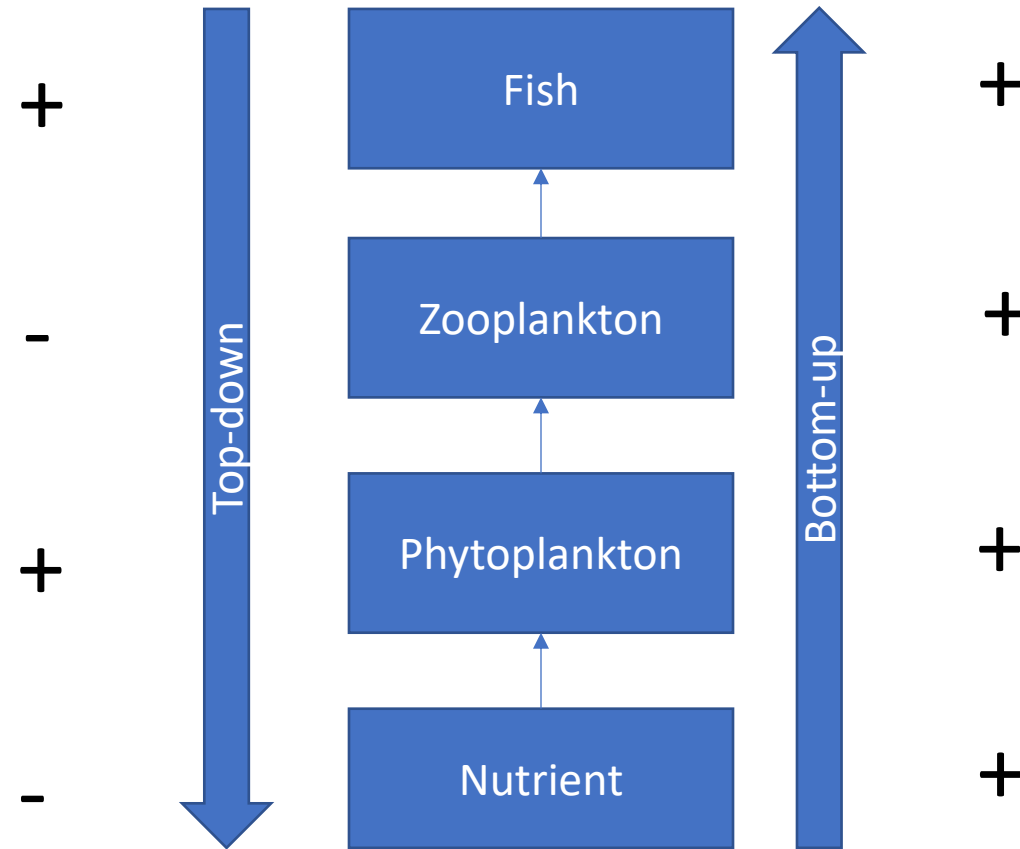 +
Fish
+
-
Zooplankton
+
Top-down
Bottom-up
+
Phytoplankton
+
-
Nutrient
+